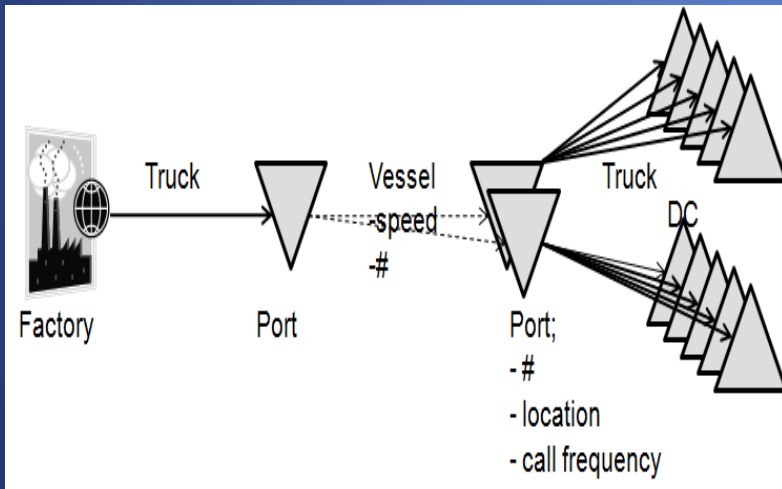 Truck
Vessel
-speed
-#
Truck
DC
Factory
Port
Port;
- #
- location
- call frequency